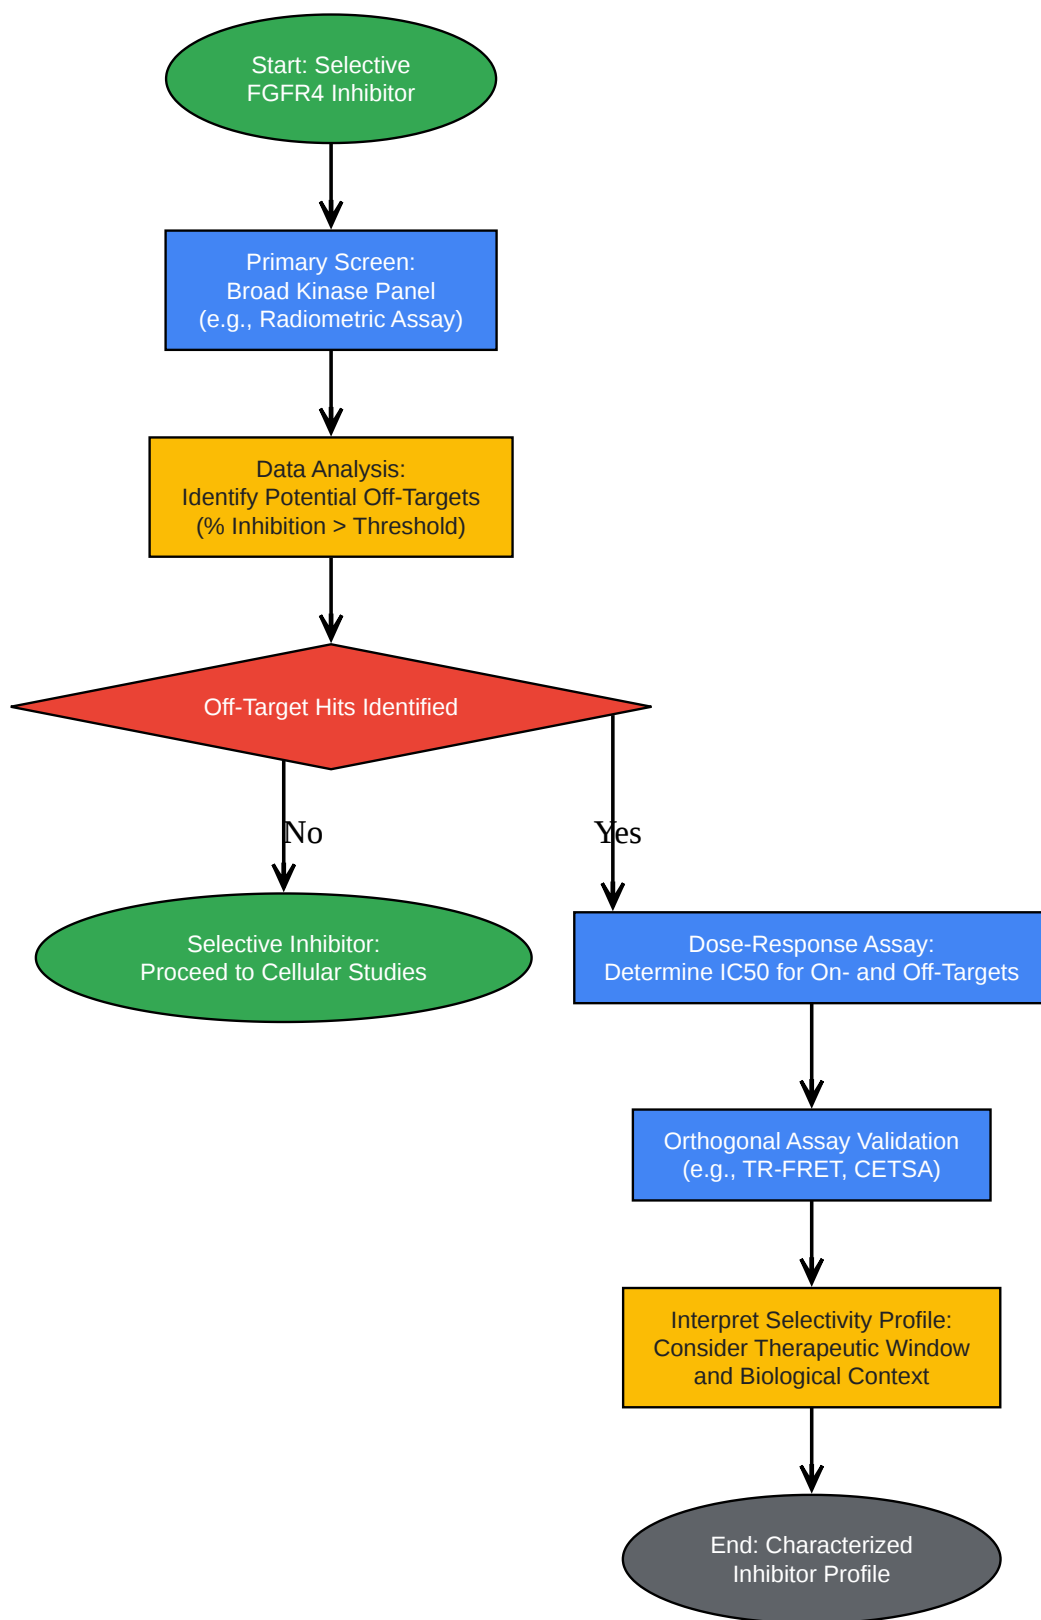 Start: Selective
FGFR4 Inhibitor
Primary Screen:
Broad Kinase Panel
(e.g., Radiometric Assay)
Data Analysis:
Identify Potential Off-Targets
(% Inhibition > Threshold)
Off-Target Hits Identified
No
Yes
Selective Inhibitor:
Proceed to Cellular Studies
Dose-Response Assay:
Determine IC50 for On- and Off-Targets
Orthogonal Assay Validation
(e.g., TR-FRET, CETSA)
Interpret Selectivity Profile:
Consider Therapeutic Window
and Biological Context
End: Characterized
Inhibitor Profile